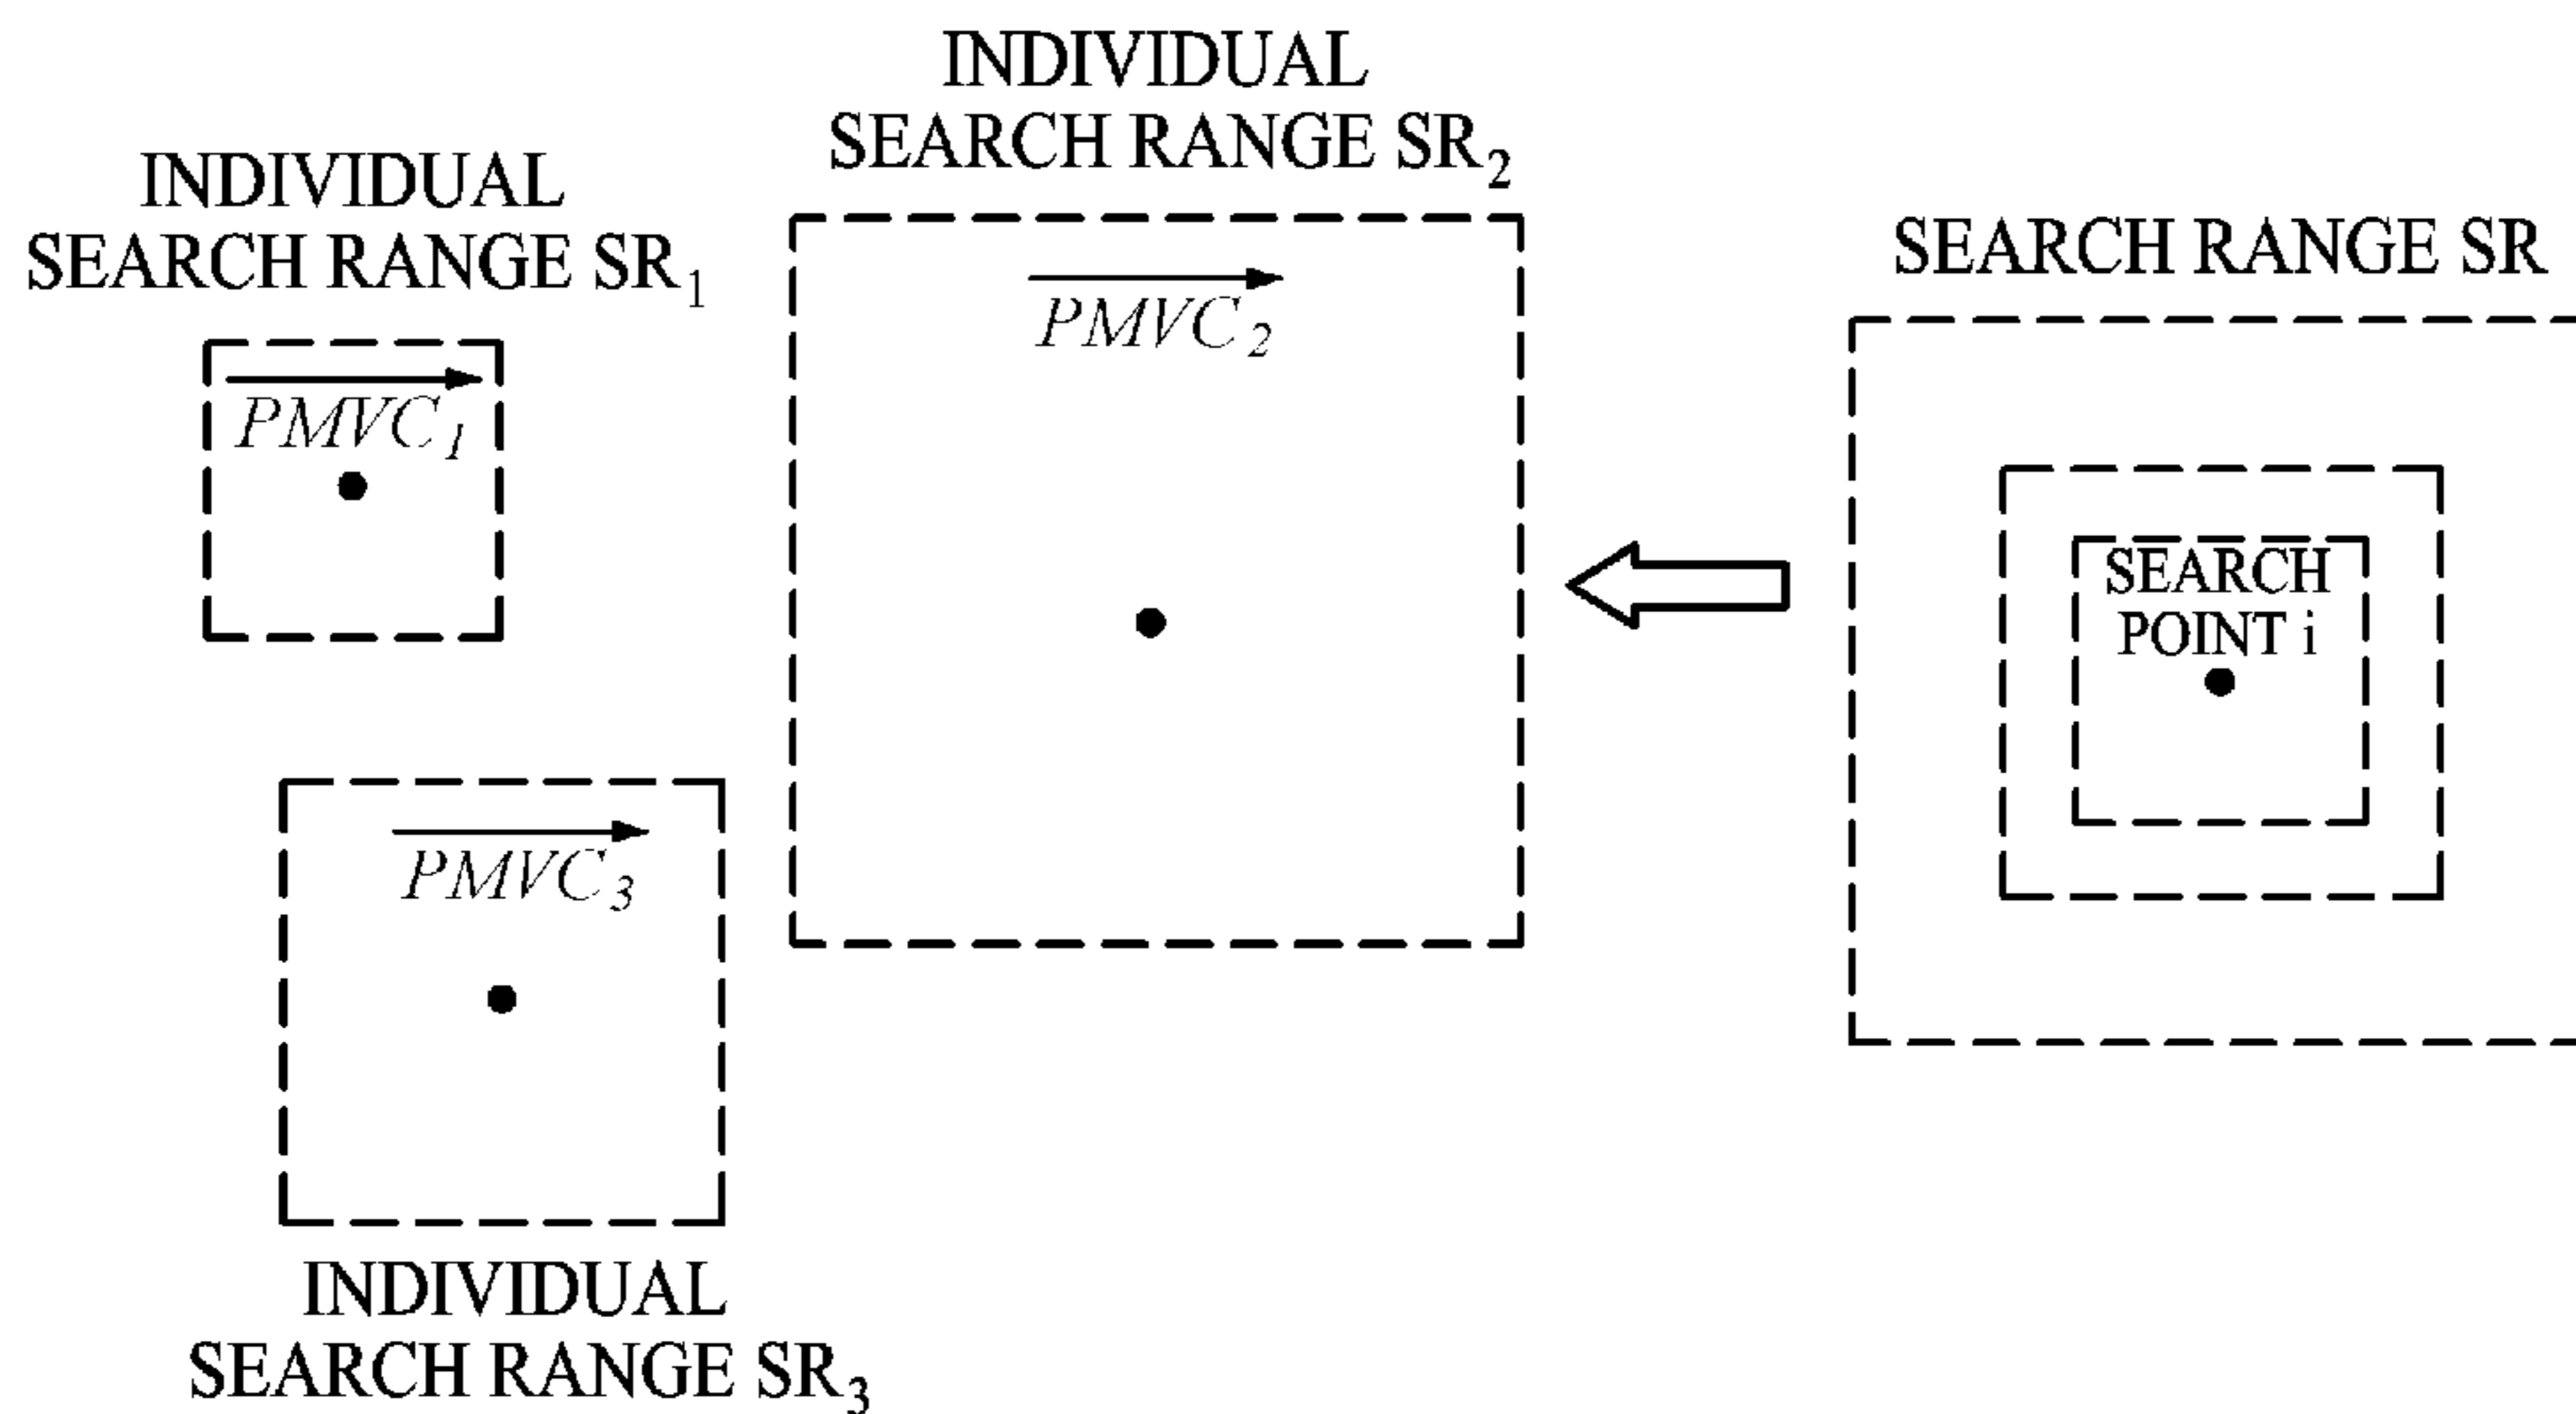 INDIVIDUAL
SEARCH RANGE SR1
PMVC1
INDIVIDUAL
SEARCH RANGE SR2
PMVC2
SEARCH RANGE SR
SEARCH
POINT i
PMVC3
INDIVIDUAL
SEARCH RANGE SR3